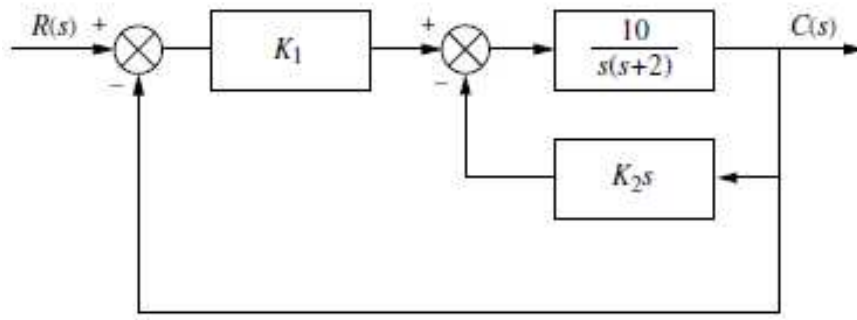 R(s)
+
−
K₁
+
−
10
s(s+2)
C(s)
K₂s